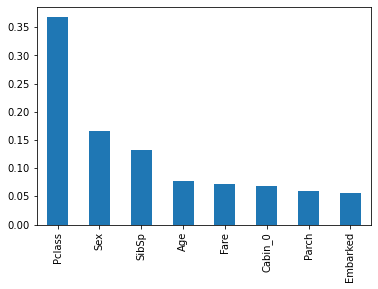 0.35
0.30
0.25
0.20
0.15
0.10
0.05
0.00
Pclass
Sex
SibSp
Age
Fare
Cabin_0
Parch
Embarked